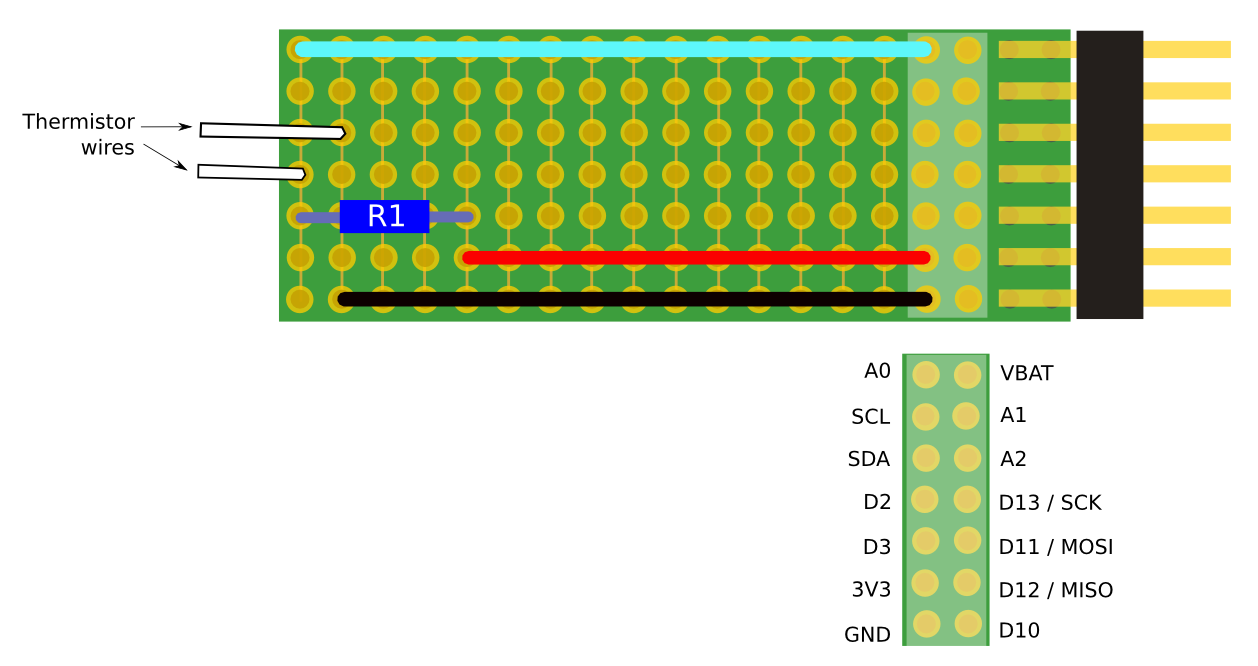 Thermistor
wires
R1
A0
VBAT
SCL
A1
SDA
A2
D2
D13 / SCK
D3
D11 / MOSI
3V3
D12 / MISO
GND
D10